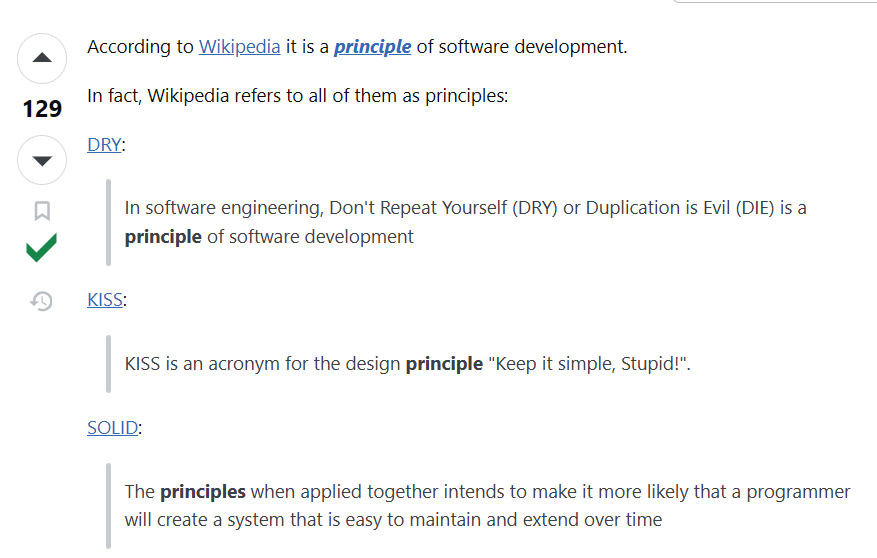 According to Wikipedia it is a principle of software development.
129
In fact, Wikipedia refers to all of them as principles:
DRY:
In software engineering, Don't Repeat Yourself (DRY) or Duplication is Evil (DIE) is a
principle of software development
KISS:
KISS is an acronym for the design principle "Keep it simple, Stupid!".
SOLID:
The principles when applied together intends to make it more likely that a programmer
will create a system that is easy to maintain and extend over time